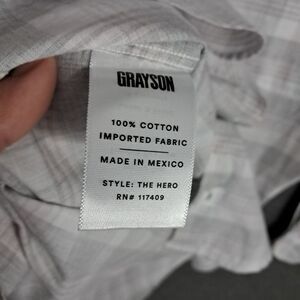 GRAYSON
100% COTTON
IMPORTED FABRIC
MADE IN MEXICO
STYLE: THE HERO
RN# 117409